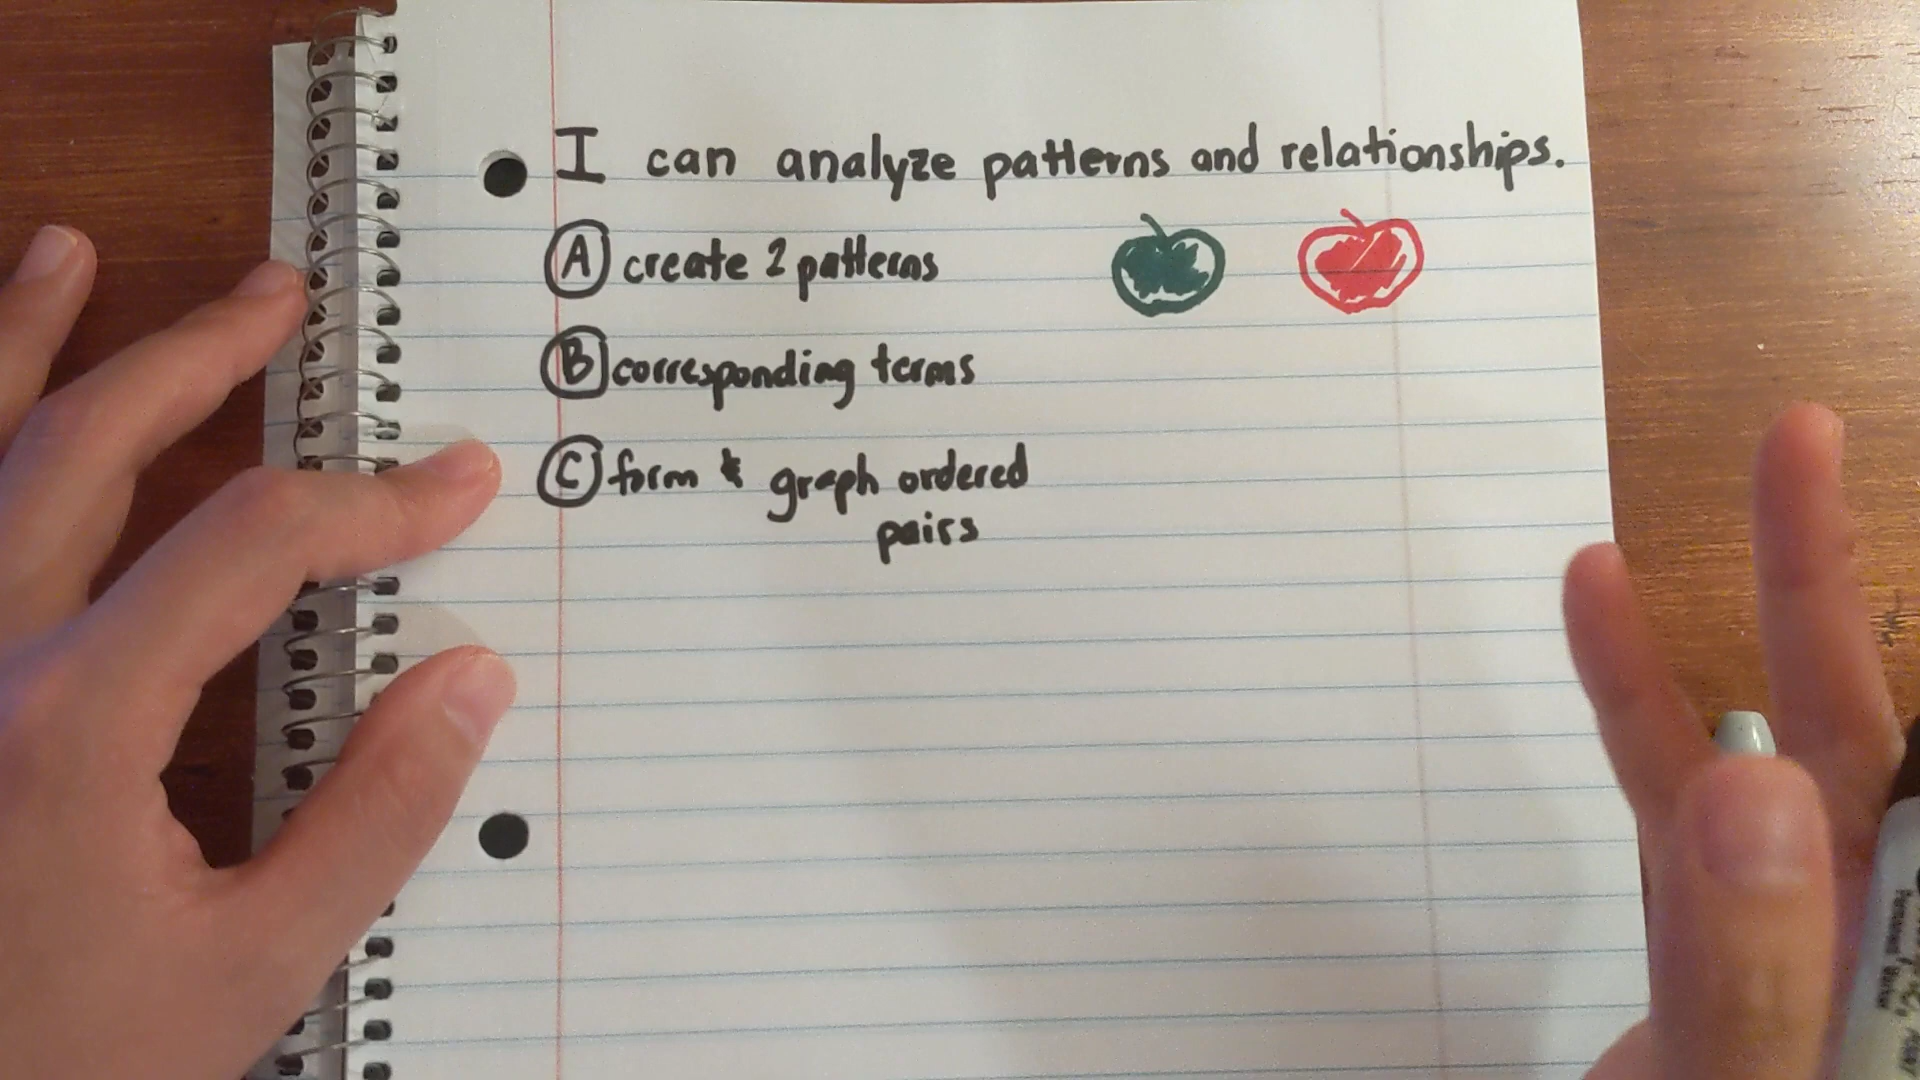 I can analyze patterns and relationships.
A create 2 patterns
B corresponding terms
C form & graph ordered
pairs